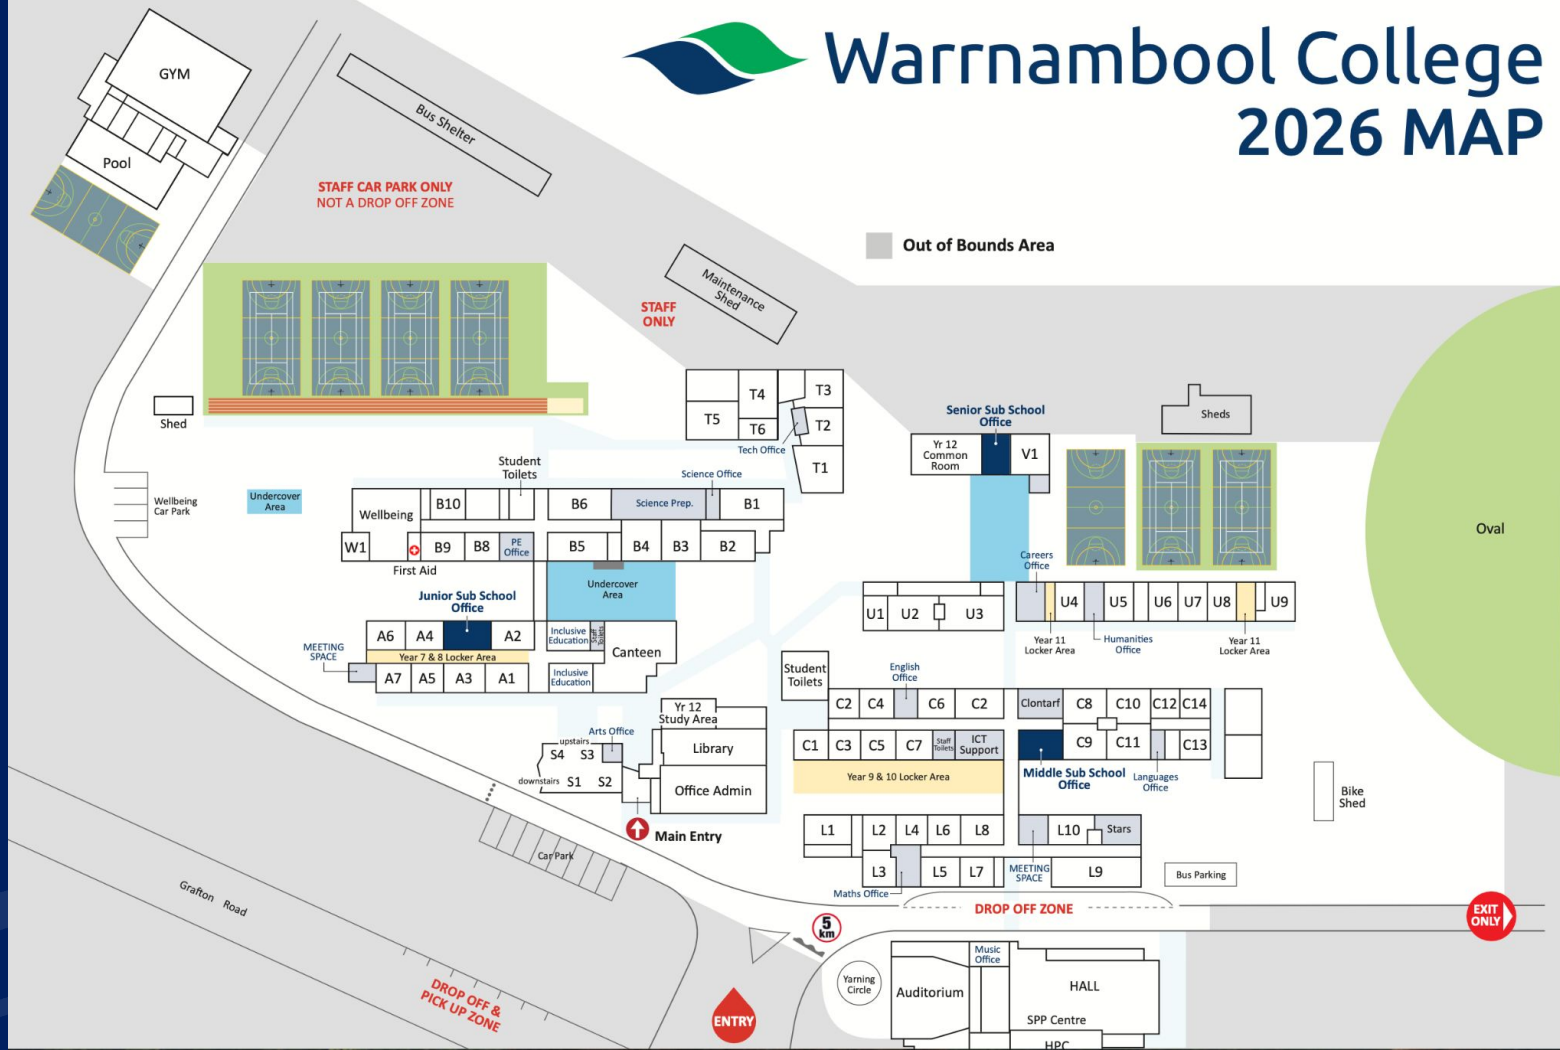 Warrnambool College
2026 MAP
GYM
Pool
Bus Shelter
STAFF CAR PARK ONLY
NOT A DROP OFF ZONE
Out of Bounds Area
Maintenance
Shed
STAFF
ONLY
Shed
T4
T3
T5
T6
T2
Tech Office
T1
Senior Sub School
Office
Yr 12
Common
Room
V1
Sheds
Oval
Student
Toilets
Science Office
Wellbeing
Car Park
Undercover
Area
Wellbeing
B10
B6
Science Prep.
B1
W1
B9
B8
PE
Office
B5
B4
B3
B2
First Aid
Undercover
Area
Careers
Office
Junior Sub School
Office
U1
U2
U3
U4
U5
U6
U7
U8
U9
Year 11
Locker Area
Humanities
Office
Year 11
Locker Area
A6
A4
A2
Inclusive
Education
Staff
Toilets
Canteen
MEETING
SPACE
Year 7 & 8 Locker Area
A7
A5
A3
A1
Inclusive
Education
Student
Toilets
English
Office
C2
C4
C6
C2
Clontarf
C8
C10
C12
C14
Yr 12
Study Area
Arts Office
upstairs
S4
S3
Library
C1
C3
C5
C7
Staff
Toilets
ICT
Support
C9
C11
C13
downstairs
S1
S2
Office Admin
Year 9 & 10 Locker Area
Middle Sub School
Office
Languages
Office
Bike
Shed
Main Entry
L1
L2
L4
L6
L8
L10
Stars
Car Park
L3
L5
L7
MEETING
SPACE
L9
Bus Parking
Maths Office
Grafton Road
DROP OFF ZONE
EXIT
ONLY
5
km
Music
Office
Yarning
Circle
Auditorium
HALL
DROP OFF &
PICK UP ZONE
ENTRY
SPP Centre
HPC